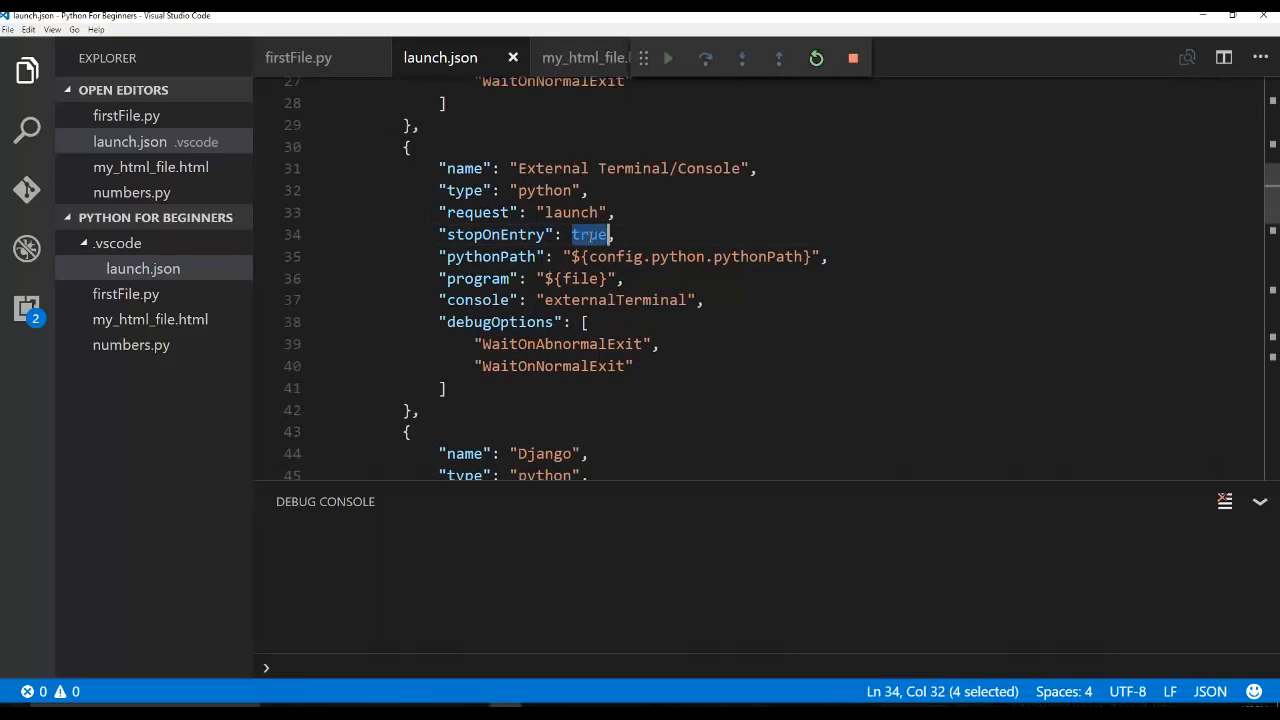 launch.json - Python For Beginners - Visual Studio Code
File Edit View Go Help
EXPLORER
OPEN EDITORS
firstFile.py
launch.json .vscode
my_html_file.html
numbers.py
PYTHON FOR BEGINNERS
.vscode
launch.json
firstFile.py
my_html_file.html
numbers.py
2
firstFile.py launch.json my_html_file.
27 "WaitOnNormalExit"
28 ]
29 },
30 {
31 "name": "External Terminal/Console",
32 "type": "python",
33 "request": "launch",
34 "stopOnEntry": true,
35 "pythonPath": "${config.python.pythonPath}",
36 "program": "${file}",
37 "console": "externalTerminal",
38 "debugOptions": [
39 "WaitOnAbnormalExit",
40 "WaitOnNormalExit"
41 ]
42 },
43 {
44 "name": "Django",
45 "type": "python",
DEBUG CONSOLE
0 0 Ln 34, Col 32 (4 selected) Spaces: 4 UTF-8 LF JSON